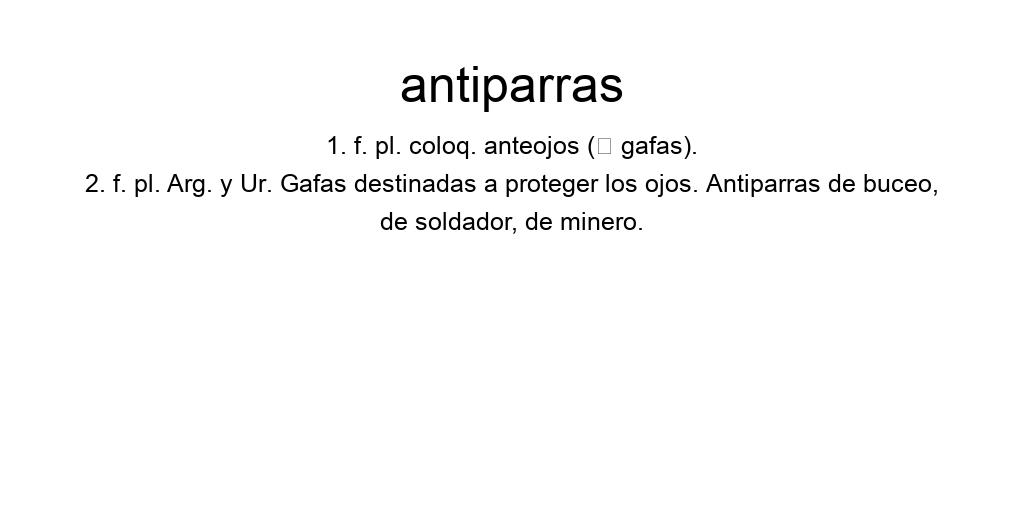 antiparras
1. f. pl. coloq. anteojos (□ gafas).
2. f. pl. Arg. y Ur. Gafas destinadas a proteger los ojos. Antiparras de buceo,
de soldador, de minero.